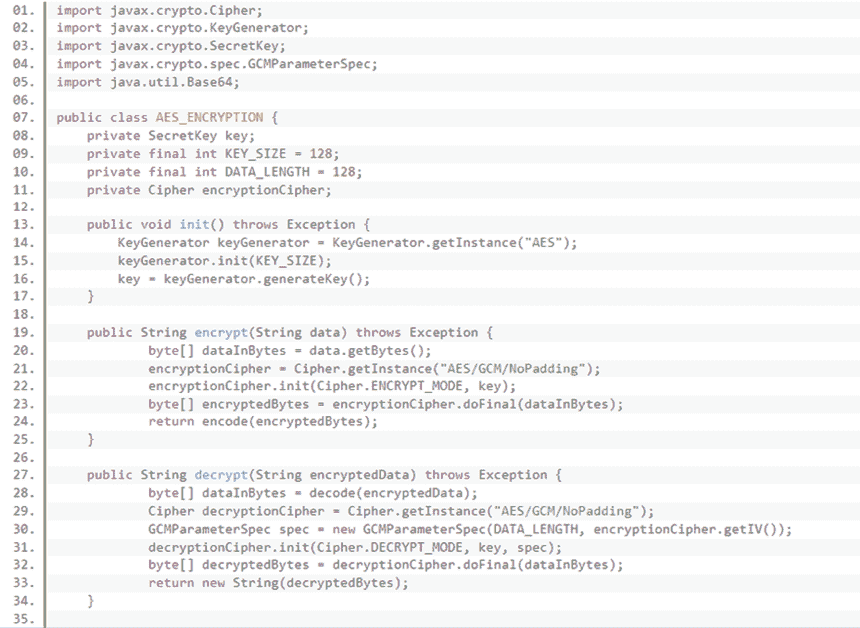 01. import javax.crypto.Cipher;
02. import javax.crypto.KeyGenerator;
03. import javax.crypto.SecretKey;
04. import javax.crypto.spec.GCMParameterSpec;
05. import java.util.Base64;
06.
07. public class AES_ENCRYPTION {
08.     private SecretKey key;
09.     private final int KEY_SIZE = 128;
10.     private final int DATA_LENGTH = 128;
11.     private Cipher encryptionCipher;
12.
13.     public void init() throws Exception {
14.         KeyGenerator keyGenerator = KeyGenerator.getInstance("AES");
15.         keyGenerator.init(KEY_SIZE);
16.         key = keyGenerator.generateKey();
17.     }
18.
19.     public String encrypt(String data) throws Exception {
20.             byte[] dataInBytes = data.getBytes();
21.             encryptionCipher = Cipher.getInstance("AES/GCM/NoPadding");
22.             encryptionCipher.init(Cipher.ENCRYPT_MODE, key);
23.             byte[] encryptedBytes = encryptionCipher.doFinal(dataInBytes);
24.             return encode(encryptedBytes);
25.     }
26.
27.     public String decrypt(String encryptedData) throws Exception {
28.             byte[] dataInBytes = decode(encryptedData);
29.             Cipher decryptionCipher = Cipher.getInstance("AES/GCM/NoPadding");
30.             GCMParameterSpec spec = new GCMParameterSpec(DATA_LENGTH, encryptionCipher.getIV());
31.             decryptionCipher.init(Cipher.DECRYPT_MODE, key, spec);
32.             byte[] decryptedBytes = decryptionCipher.doFinal(dataInBytes);
33.             return new String(decryptedBytes);
34.     }
35.